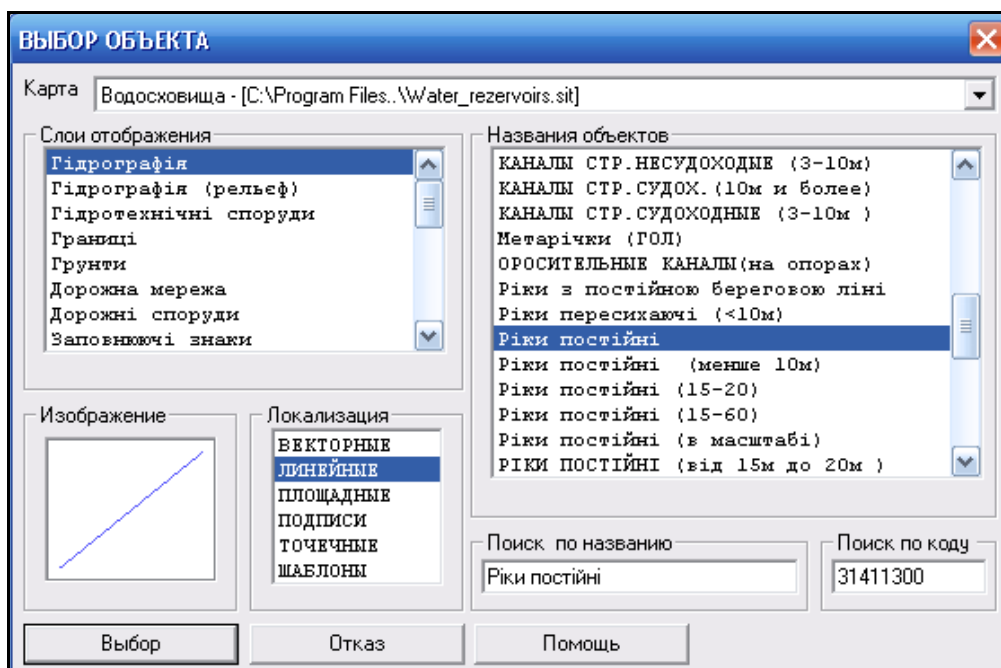 ВЫБОР ОБЪЕКТА
Карта
Водосховища - [C:\Program Files..\Water_rezervoirs.sit]
Слои отображения
Гідрографія
Гідрографія (рельєф)
Гідротехнічні споруди
Границі
Грунти
Дорожна мережа
Дорожні споруди
Заповнюючі знаки
Названия объектов
КАНАЛЫ СТР.НЕСУДОХОДЫЕ (3-10м)
КАНАЛЫ СТР.СУДОХ.(10м и более)
КАНАЛЫ СТР.СУДОХОДНЫЕ (3-10м )
Метарічки (ГОЛ)
ОРОСИТЕЛЬНЫЕ КАНАЛЫ(на опорах)
Ріки з постійною береговою ліні
Ріки пересихаючі (<10м)
Ріки постійні
Ріки постійні (менше 10м)
Ріки постійні (15-20)
Ріки постійні (15-60)
Ріки постійні (в масштабі)
РІКИ ПОСТІЙНІ (від 15м до 20м )
Изображение
Локализация
ВЕКТОРНЫЕ
ЛИНЕЙНЫЕ
ПЛОЩАДНЫЕ
ПОДПИСИ
ТОЧЕЧНЫЕ
ШАБЛОНЫ
Поиск по названию
Ріки постійні
Поиск по коду
31411300
Выбор
Отказ
Помощь